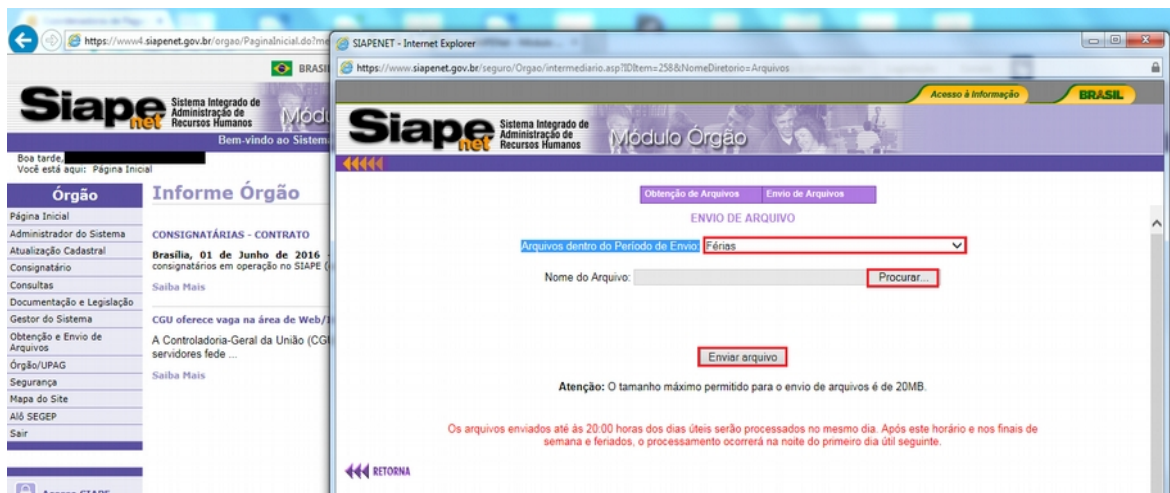 https://www4.siapenet.gov.br/orgao/PaginaInicial.do?me
BRASI
Siape net
Sistema Integrado de
Administração de
Recursos Humanos
Módu
Bem-vindo ao Sistema
Boa tarde,
Você está aqui: Página Inicial
Órgão
Página Inicial
Administrador do Sistema
Atualização Cadastral
Consignatário
Consultas
Documentação e Legislação
Gestor do Sistema
Obtenção e Envio de
Arquivos
Órgão/UPAG
Segurança
Mapa do Site
Alô SEGEP
Sair
Acesso SIAPE
Informe Órgão
CONSIGNATÁRIAS - CONTRATO
Brasília, 01 de Junho de 2016 -
consignatários em operação no SIAPE (
Saiba Mais
CGU oferece vaga na área de Web/I
A Controladoria-Geral da União (CGU
servidores fede ...
Saiba Mais
SIAPENET - Internet Explorer
https://www.siapenet.gov.br/seguro/Orgao/intermediario.asp?IDItem=258&NomeDiretorio=Arquivos
Acesso à Informação BRASIL
Siape net
Sistema Integrado de
Administração de
Recursos Humanos
Módulo Órgão
Obtenção de Arquivos Envio de Arquivos
ENVIO DE ARQUIVO
Arquivos dentro do Período de Envio: Férias
Nome do Arquivo: Procurar...
Enviar arquivo
Atenção: O tamanho máximo permitido para o envio de arquivos é de 20MB.
Os arquivos enviados até às 20:00 horas dos dias úteis serão processados no mesmo dia. Após este horário e nos finais de
semana e feriados, o processamento ocorrerá na noite do primeiro dia útil seguinte.
RETORNA